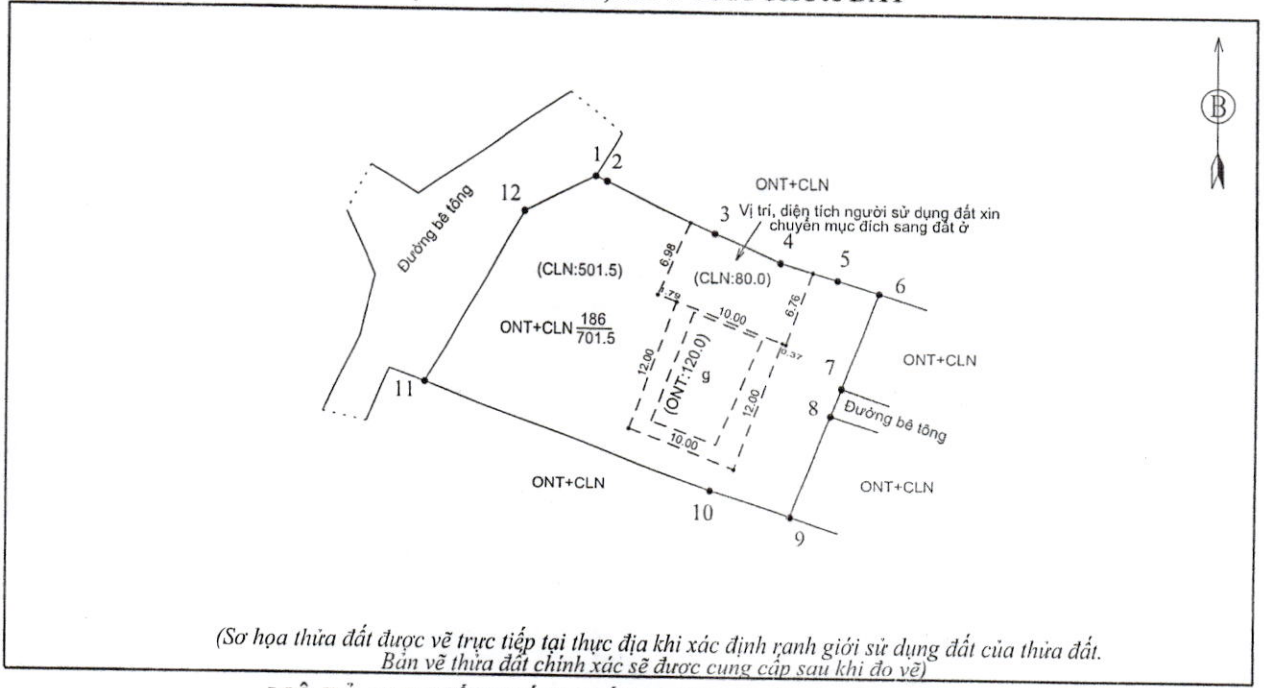 B
1
2
12
ONT+CLN
Đường bê tông
3
Vị trí, diện tích người sử dụng đất xin
chuyển mục đích sang đất ở
4
(CLN:501.5)
6.98
(CLN:80.0)
5
6
6.76
.79
10.00
ONT+CLN 186
701.5
0.37
12.00
(ONT:120.0)
g
12.00
ONT+CLN
7
11
8
Đường bê tông
10.00
ONT+CLN
ONT+CLN
10
9
(Sơ họa thửa đất được vẽ trực tiếp tại thực địa khi xác định ranh giới sử dụng đất của thửa đất.
Bản vẽ thửa đất chính xác sẽ được cung cấp sau khi đo vẽ)